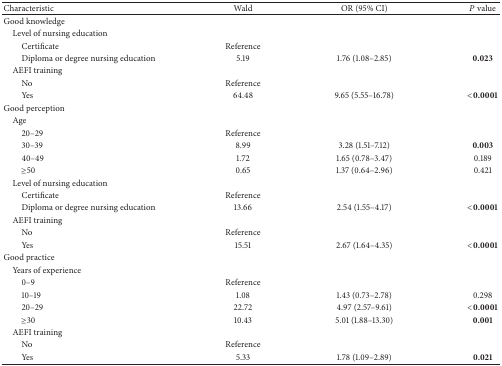 Characteristic Wald OR (95% CI) P value
Good knowledge
Level of nursing education
Certificate Reference
Diploma or degree nursing education 5.19 1.76 (1.08–2.85) 0.023
AEFI training
No Reference
Yes 64.48 9.65 (5.55–16.78) <0.0001
Good perception
Age
20–29 Reference
30–39 8.99 3.28 (1.51–7.12) 0.003
40–49 1.72 1.65 (0.78–3.47) 0.189
≥50 0.65 1.37 (0.64–2.96) 0.421
Level of nursing education
Certificate Reference
Diploma or degree nursing education 13.66 2.54 (1.55–4.17) <0.0001
AEFI training
No Reference
Yes 15.51 2.67 (1.64–4.35) <0.0001
Good practice
Years of experience
0–9 Reference
10–19 1.08 1.43 (0.73–2.78) 0.298
20–29 22.72 4.97 (2.57–9.61) <0.0001
≥30 10.43 5.01 (1.88–13.30) 0.001
AEFI training
No Reference
Yes 5.33 1.78 (1.09–2.89) 0.021